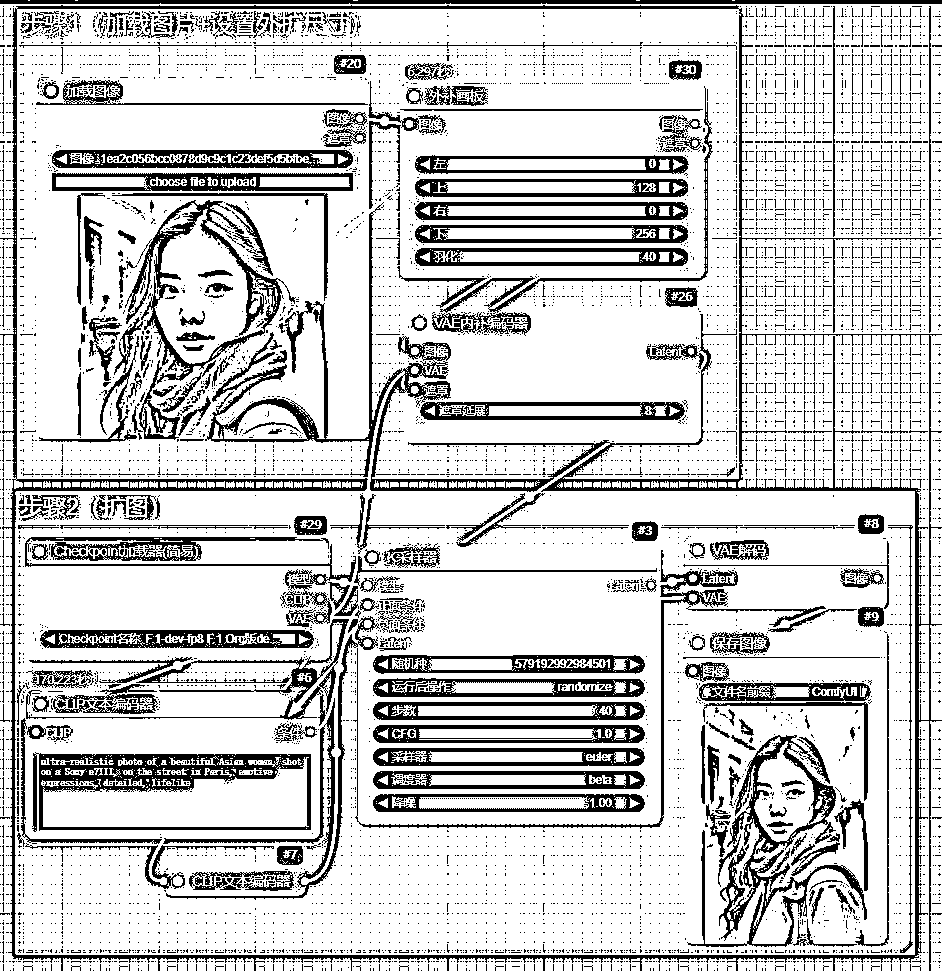 步骤1（加载图片+设置外扩尺寸）
#20
加载图像
图像
遮罩
图像
choose file to upload
#30
外补画板
图像
图像
遮罩
左 0
上 128
右 0
下 256
羽化 40
#26
VAE内补编码器
图像
Latent
VAE
遮罩
遮罩延展 8
步骤2（扩图）
#29
Checkpoint加载器(简易)
模型
CLIP
VAE
Checkpoint名称 F.1-dev-fp8 F.1 Org版de...
#6
CLIP文本编码器
CLIP
条件
ultra-realistic photo of a beautiful Asian woman, shot
on a Sony a7III, on the street in Paris, emotive
expressions, detailed, lifelike
#7
CLIP文本编码器
#3
K采样器
模型
Latent
正面条件
负面条件
Latent
随机种 579192992984501
运行后操作 randomize
步数 40
CFG 1.0
采样器 euler
调度器 beta
降噪 1.00
#8
VAE解码
Latent
图像
VAE
#9
保存图像
图像
文件名前缀 ComfyUI